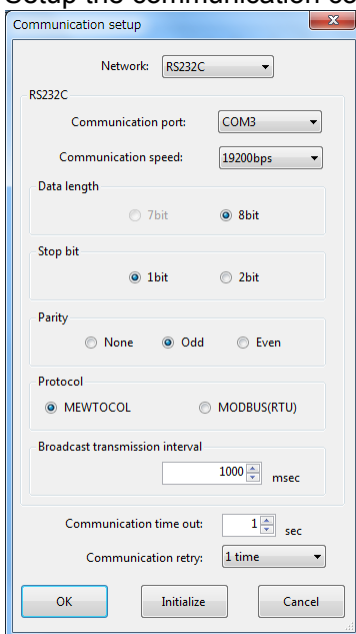 Setup the communication co
Communication setup
Network: RS232C
RS232C
Communication port: COM3
Communication speed: 19200bps
Data length
7bit 8bit
Stop bit
1bit 2bit
Parity
None Odd Even
Protocol
MEWTOCOL MODBUS(RTU)
Broadcast transmission interval
1000 msec
Communication time out: 1 sec
Communication retry: 1 time
OK Initialize Cancel